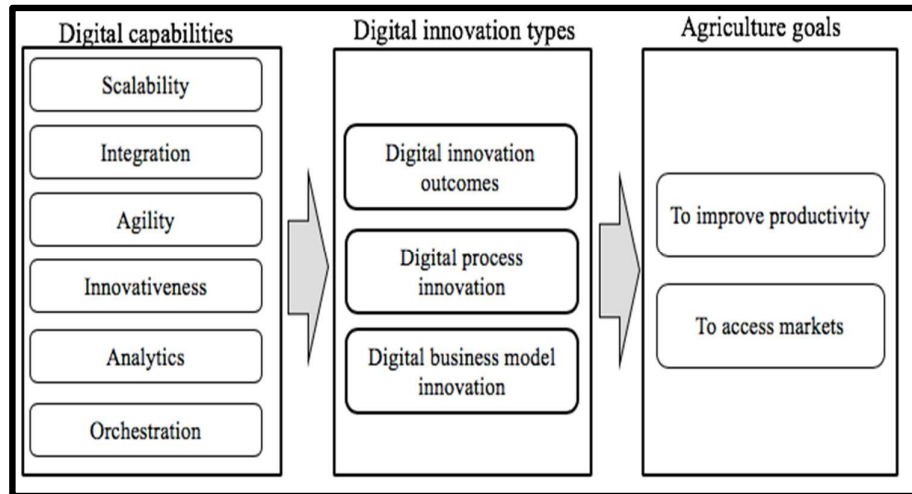 Digital capabilities
Scalability
Integration
Agility
Innovativeness
Analytics
Orchestration
Digital innovation types
Digital innovation
outcomes
Digital process
innovation
Digital business model
innovation
Agriculture goals
To improve productivity
To access markets